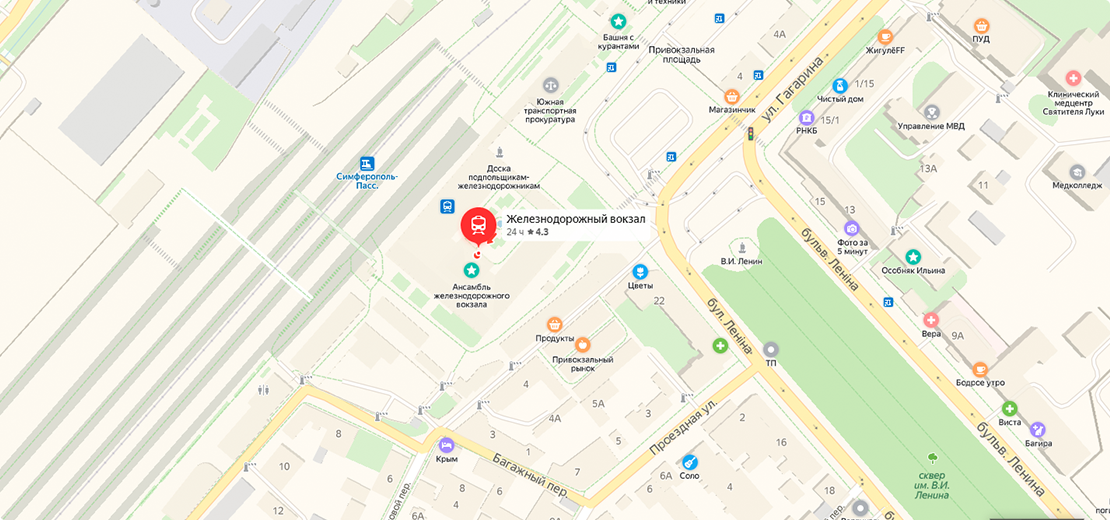 и техники
Башня с
курантами
Привокзальная
площадь
4А
ПУД
ЖигулёFF
4
ул. Гагарина
1/15
Чистый дом
Клинический
медцентр
Святителя Луки
Южная
транспортная
прокуратура
Магазинчик
РНКБ
15/1
Управление МВД
Симферополь-
Пасс.
Доска
подпольщикам-
железнодорожникам
13А
11
Медколледж
15
13
Железнодорожный вокзал
24 ч ★ 4.3
Фото за
5 минут
бульв. Леніна
В.И. Ленин
Особняк Ильина
Ансамбль
железнодорожного
вокзала
Цветы
22
бул. Леніна
Продукты
Привокзальный
рынок
Вера
9А
ТП
4
4А
5А
3
Бодрое утро
Виста
Багира
Проездная ул.
2
16
8
3
5
1
7
Крым
Багажный пер.
10
12
6
6А
Соло
6
6А
бульв. Ленина
сквер
им. В.И.
Ленина
18
бул.